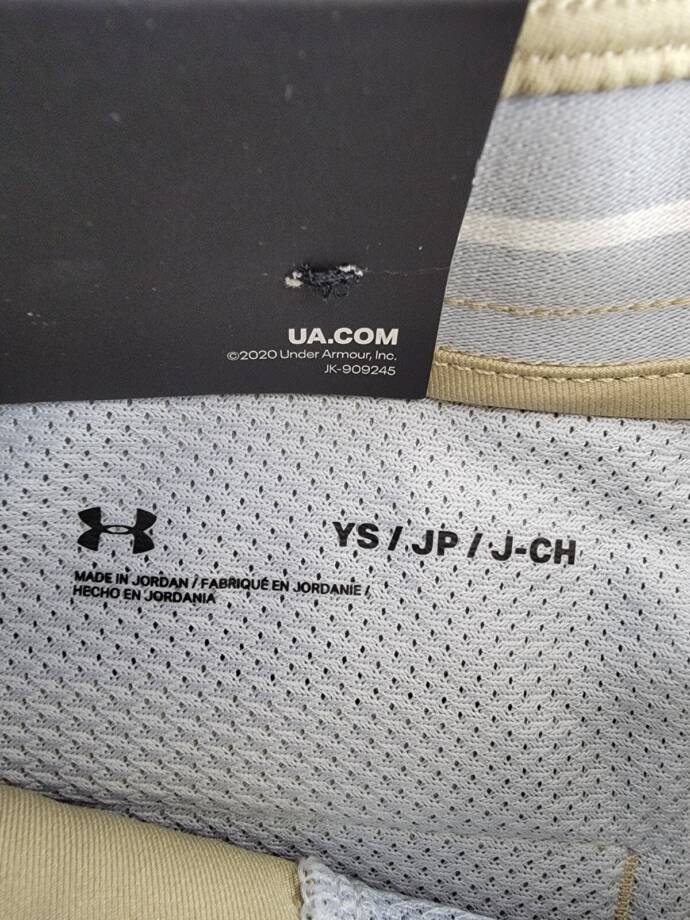 UA.COM
©2020 Under Armour, Inc.
JK-909245
YS / JP / J-CH
MADE IN JORDAN / FABRIQUÉ EN JORDANIE /
HECHO EN JORDANIA